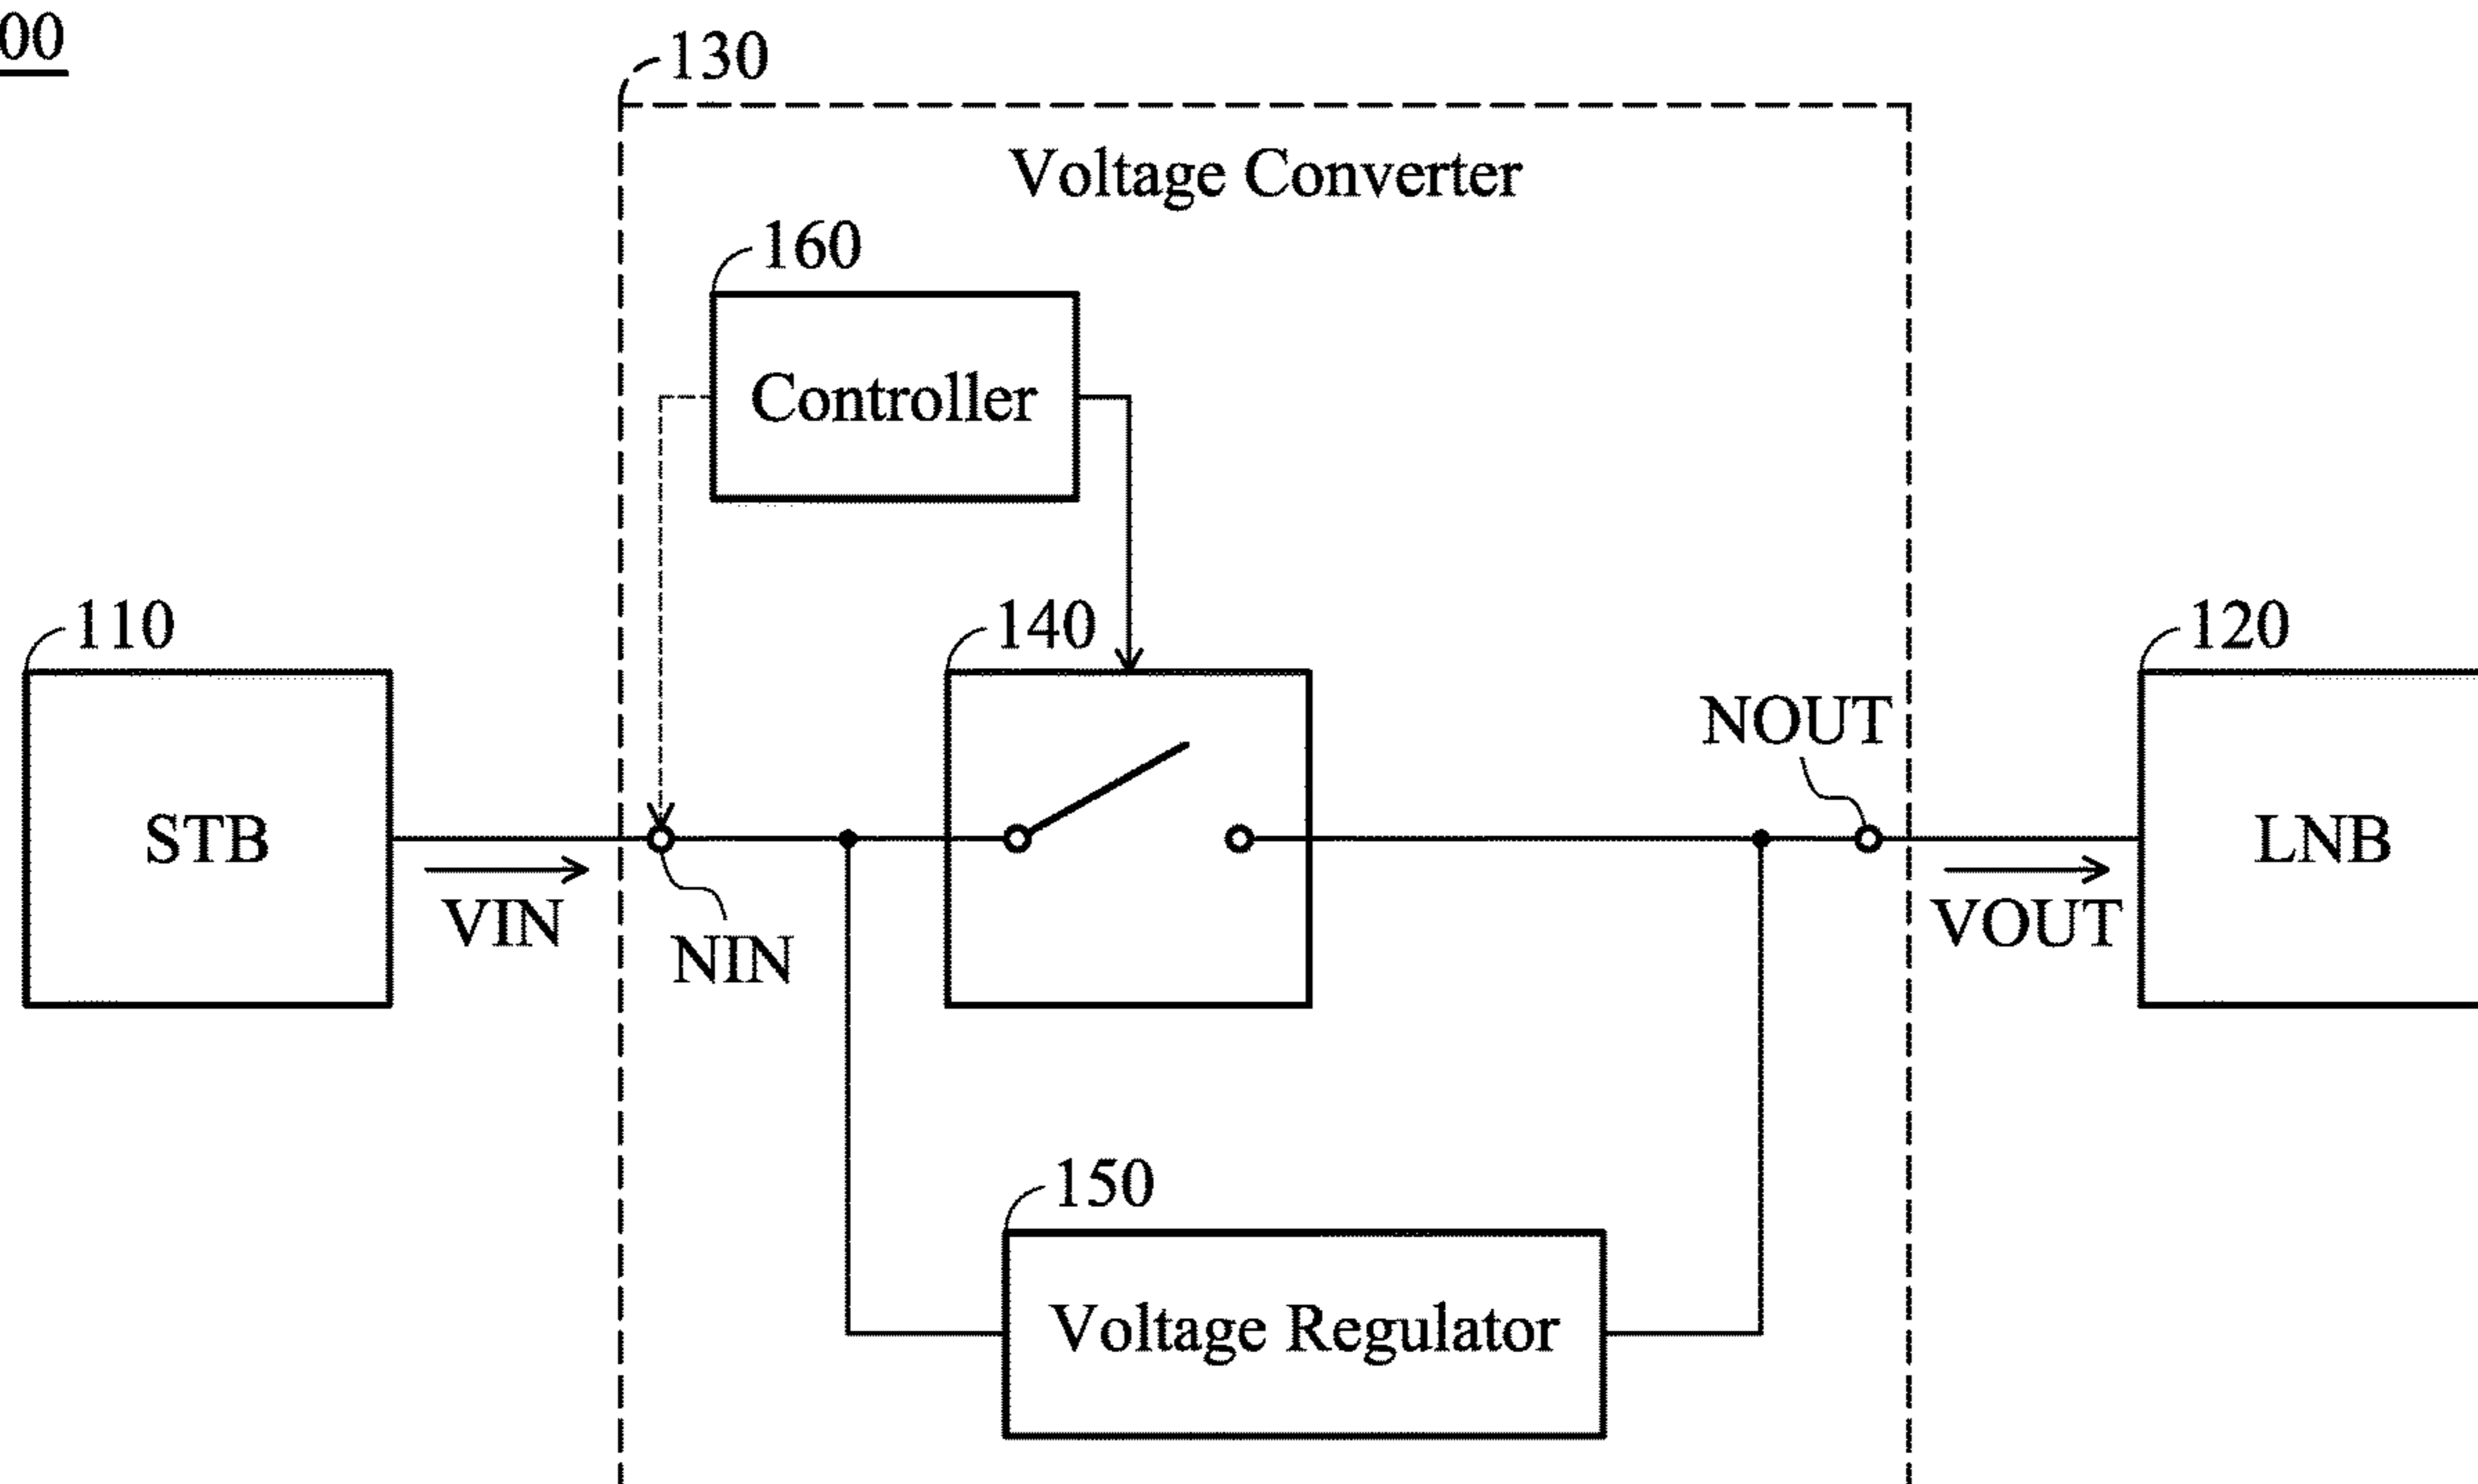 00
130
Voltage Converter
160
Controller
110
140
120
NOUT
STB
LNB
VIN
VOUT
NIN
150
Voltage Regulator